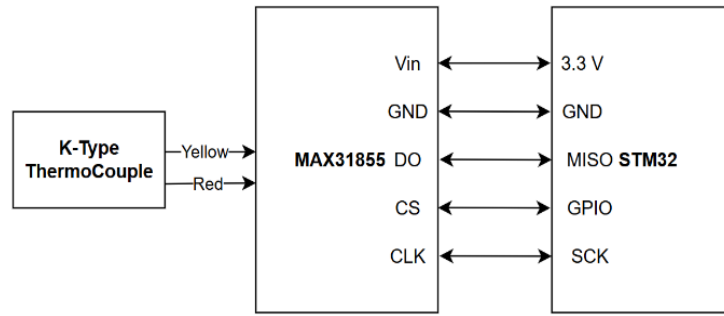 K-Type
ThermoCouple
Yellow
Red
MAX31855
Vin
GND
DO
CS
CLK
3.3 V
GND
MISO STM32
GPIO
SCK